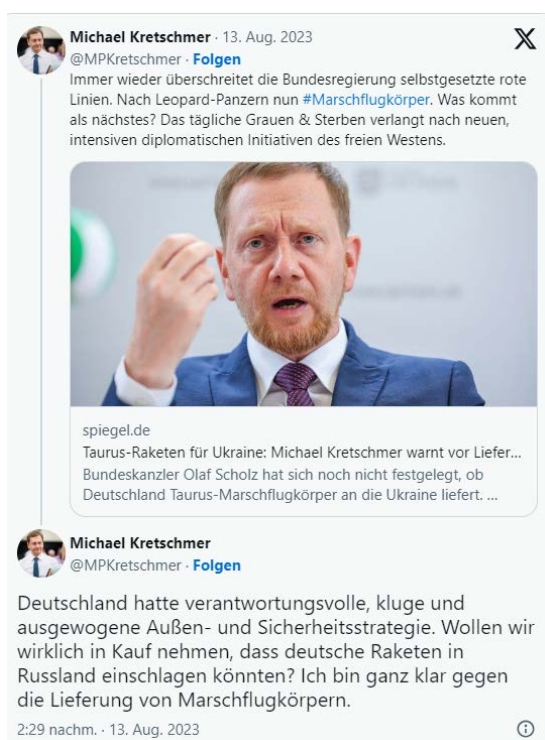 Michael Kretschmer · 13. Aug. 2023
@MPKretschmer · Folgen
Immer wieder überschreitet die Bundesregierung selbstgesetzte rote
Linien. Nach Leopard-Panzern nun #Marschflugkörper. Was kommt
als nächstes? Das tägliche Grauen & Sterben verlangt nach neuen,
intensiven diplomatischen Initiativen des freien Westens.
spiegel.de
Taurus-Raketen für Ukraine: Michael Kretschmer warnt vor Liefer...
Bundeskanzler Olaf Scholz hat sich noch nicht festgelegt, ob
Deutschland Taurus-Marschflugkörper an die Ukraine liefert. ...
Michael Kretschmer
@MPKretschmer · Folgen
Deutschland hatte verantwortungsvolle, kluge und
ausgewogene Außen- und Sicherheitsstrategie. Wollen wir
wirklich in Kauf nehmen, dass deutsche Raketen in
Russland einschlagen könnten? Ich bin ganz klar gegen
die Lieferung von Marschflugkörpern.
2:29 nachm. · 13. Aug. 2023